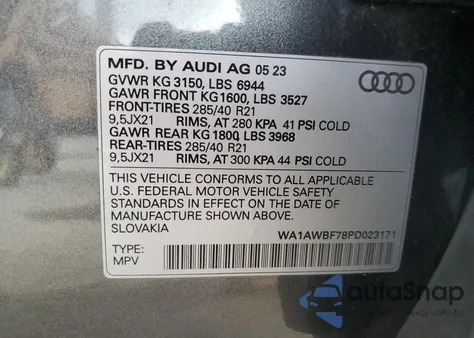 MFD. BY AUDI AG 05 23
GVWR KG 3150, LBS 6944
GAWR FRONT KG1600, LBS 3527
FRONT-TIRES 285/40 R21
9,5JX21 RIMS, AT 280 KPA 41 PSI COLD
GAWR REAR KG1800, LBS 3968
REAR-TIRES 285/40 R21
9,5JX21 RIMS, AT 300 KPA 44 PSI COLD
THIS VEHICLE CONFORMS TO ALL APPLICABLE
U.S. FEDERAL MOTOR VEHICLE SAFETY
STANDARDS IN EFFECT ON THE DATE OF
MANUFACTURE SHOWN ABOVE.
SLOVAKIA WA1AWBF78PD023171
TYPE:
MPV
autoSnap